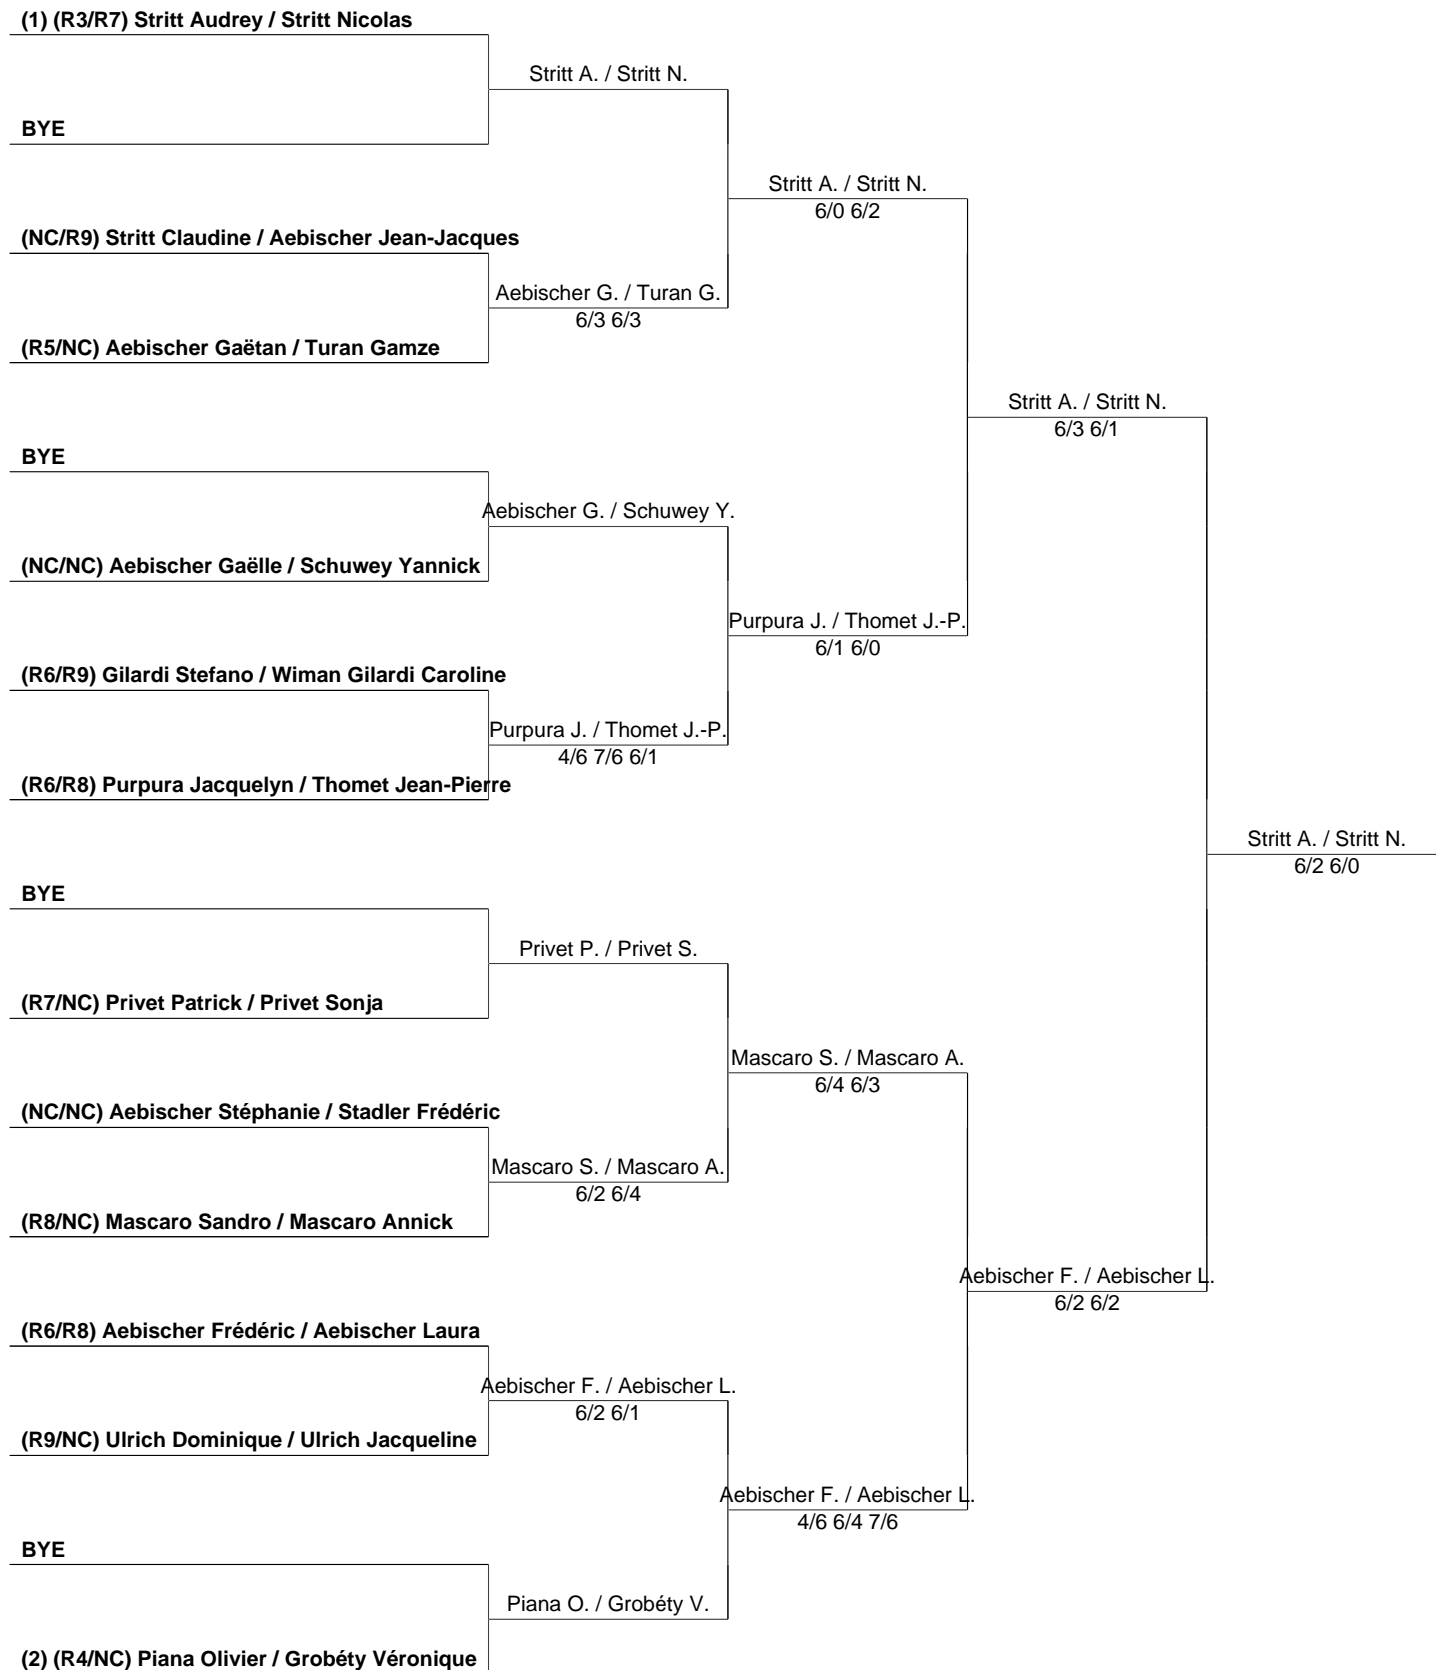 (1) (R3/R7) Stritt Audrey / Stritt Nicolas
Stritt A. / Stritt N.
BYE
Stritt A. / Stritt N.
6/0 6/2
(NC/R9) Stritt Claudine / Aebischer Jean-Jacques
Aebischer G. / Turan G.
6/3 6/3
(R5/NC) Aebischer Gaëtan / Turan Gamze
Stritt A. / Stritt N.
6/3 6/1
BYE
Aebischer G. / Schuwey Y.
(NC/NC) Aebischer Gaëlle / Schuwey Yannick
Purpura J. / Thomet J.-P.
6/1 6/0
(R6/R9) Gilardi Stefano / Wiman Gilardi Caroline
Purpura J. / Thomet J.-P.
4/6 7/6 6/1
(R6/R8) Purpura Jacquelyn / Thomet Jean-Pierre
Stritt A. / Stritt N.
6/2 6/0
BYE
Privet P. / Privet S.
(R7/NC) Privet Patrick / Privet Sonja
Mascaro S. / Mascaro A.
6/4 6/3
(NC/NC) Aebischer Stéphanie / Stadler Frédéric
Mascaro S. / Mascaro A.
6/2 6/4
(R8/NC) Mascaro Sandro / Mascaro Annick
Aebischer F. / Aebischer L.
6/2 6/2
(R6/R8) Aebischer Frédéric / Aebischer Laura
Aebischer F. / Aebischer L.
6/2 6/1
(R9/NC) Ulrich Dominique / Ulrich Jacqueline
Aebischer F. / Aebischer L.
4/6 6/4 7/6
BYE
Piana O. / Grobéty V.
(2) (R4/NC) Piana Olivier / Grobéty Véronique